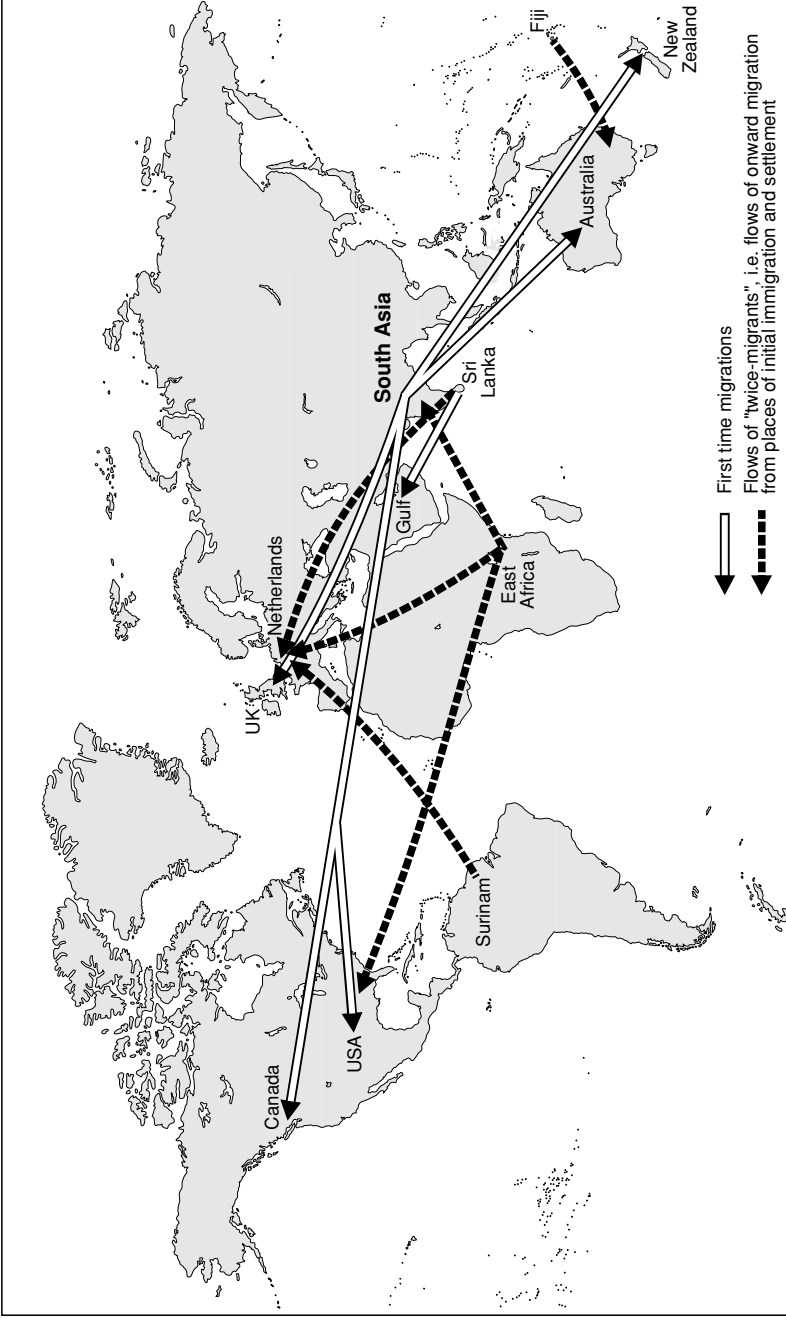 Canada
USA
UK
Netherlands
South Asia
Gulf
Sri
Lanka
East
Africa
Surinam
Australia
Fiji
New
Zealand
First time migrations
Flows of "twice-migrants", i.e. flows of onward migration
from places of initial immigration and settlement